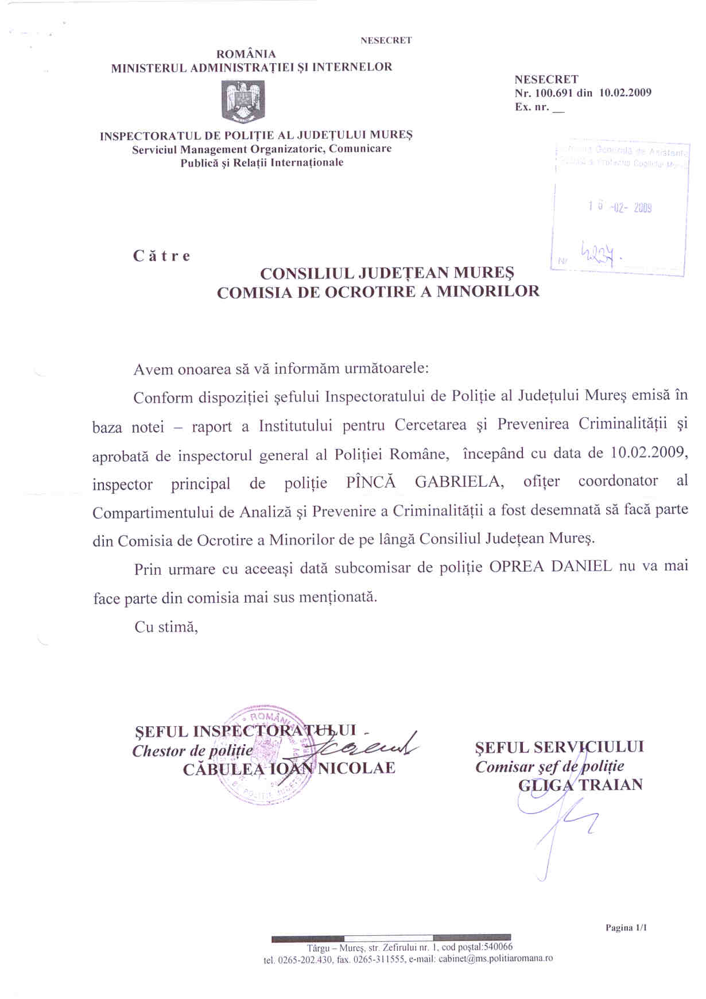 NESECRET
ROMÂNIA
MINISTERUL ADMINISTRAŢIEI ŞI INTERNELOR
NESECRET
Nr. 100.691 din 10.02.2009
Ex. nr. __
INSPECTORATUL DE POLIŢIE AL JUDEŢULUI MUREŞ
Serviciul Management Organizatoric, Comunicare
Publică şi Relaţii Internaţionale
Generală de Asistenta
si Protectia Copilului Mures
-02- 2009
Nr 4237.
C ă t r e
CONSILIUL JUDEŢEAN MUREŞ
COMISIA DE OCROTIRE A MINORILOR
Avem onoarea să vă informăm următoarele:
Conform dispoziţiei şefului Inspectoratului de Poliţie al Judeţului Mureş emisă în
baza notei – raport a Institutului pentru Cercetarea şi Prevenirea Criminalităţii şi
aprobată de inspectorul general al Poliţiei Române, începând cu data de 10.02.2009,
inspector principal de poliţie PÎNCĂ GABRIELA, ofiţer coordonator al
Compartimentului de Analiză şi Prevenire a Criminalităţii a fost desemnată să facă parte
din Comisia de Ocrotire a Minorilor de pe lângă Consiliul Judeţean Mureş.
Prin urmare cu aceeaşi dată subcomisar de poliţie OPREA DANIEL nu va mai
face parte din comisia mai sus menţionată.
Cu stimă,
ROMÂNIA
ŞEFUL INSPECTORATULUI
Chestor de poliţie
CĂBULEA IOAN NICOLAE
ŞEFUL SERVICIULUI
Comisar şef de poliţie
GLIGA TRAIAN
Pagina 1/1
Târgu – Mureş, str. Zefirului nr. 1, cod poştal:540066
tel. 0265-202.430, fax. 0265-311555, e-mail: cabinet@ms.politiaromana.ro